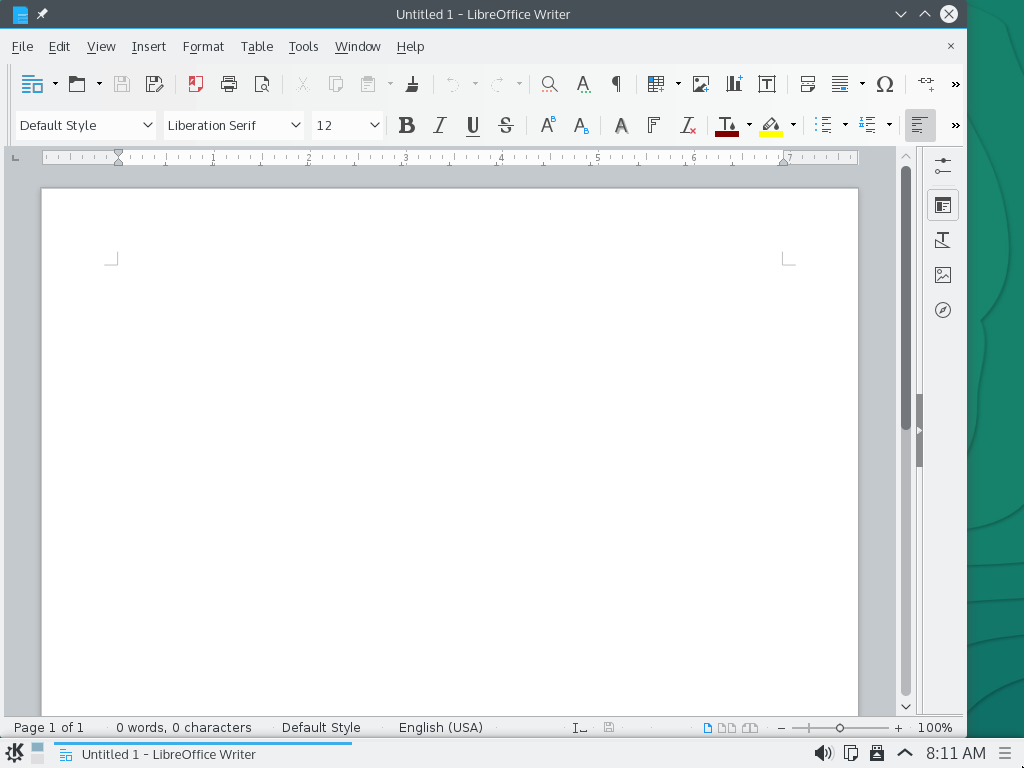 Untitled 1 - LibreOffice Writer
File Edit View Insert Format Table Tools Window Help
Default Style Liberation Serif 12
1 2 3 4 5 6 7
Page 1 of 1 0 words, 0 characters Default Style English (USA) 100%
Untitled 1 - LibreOffice Writer 8:11 AM